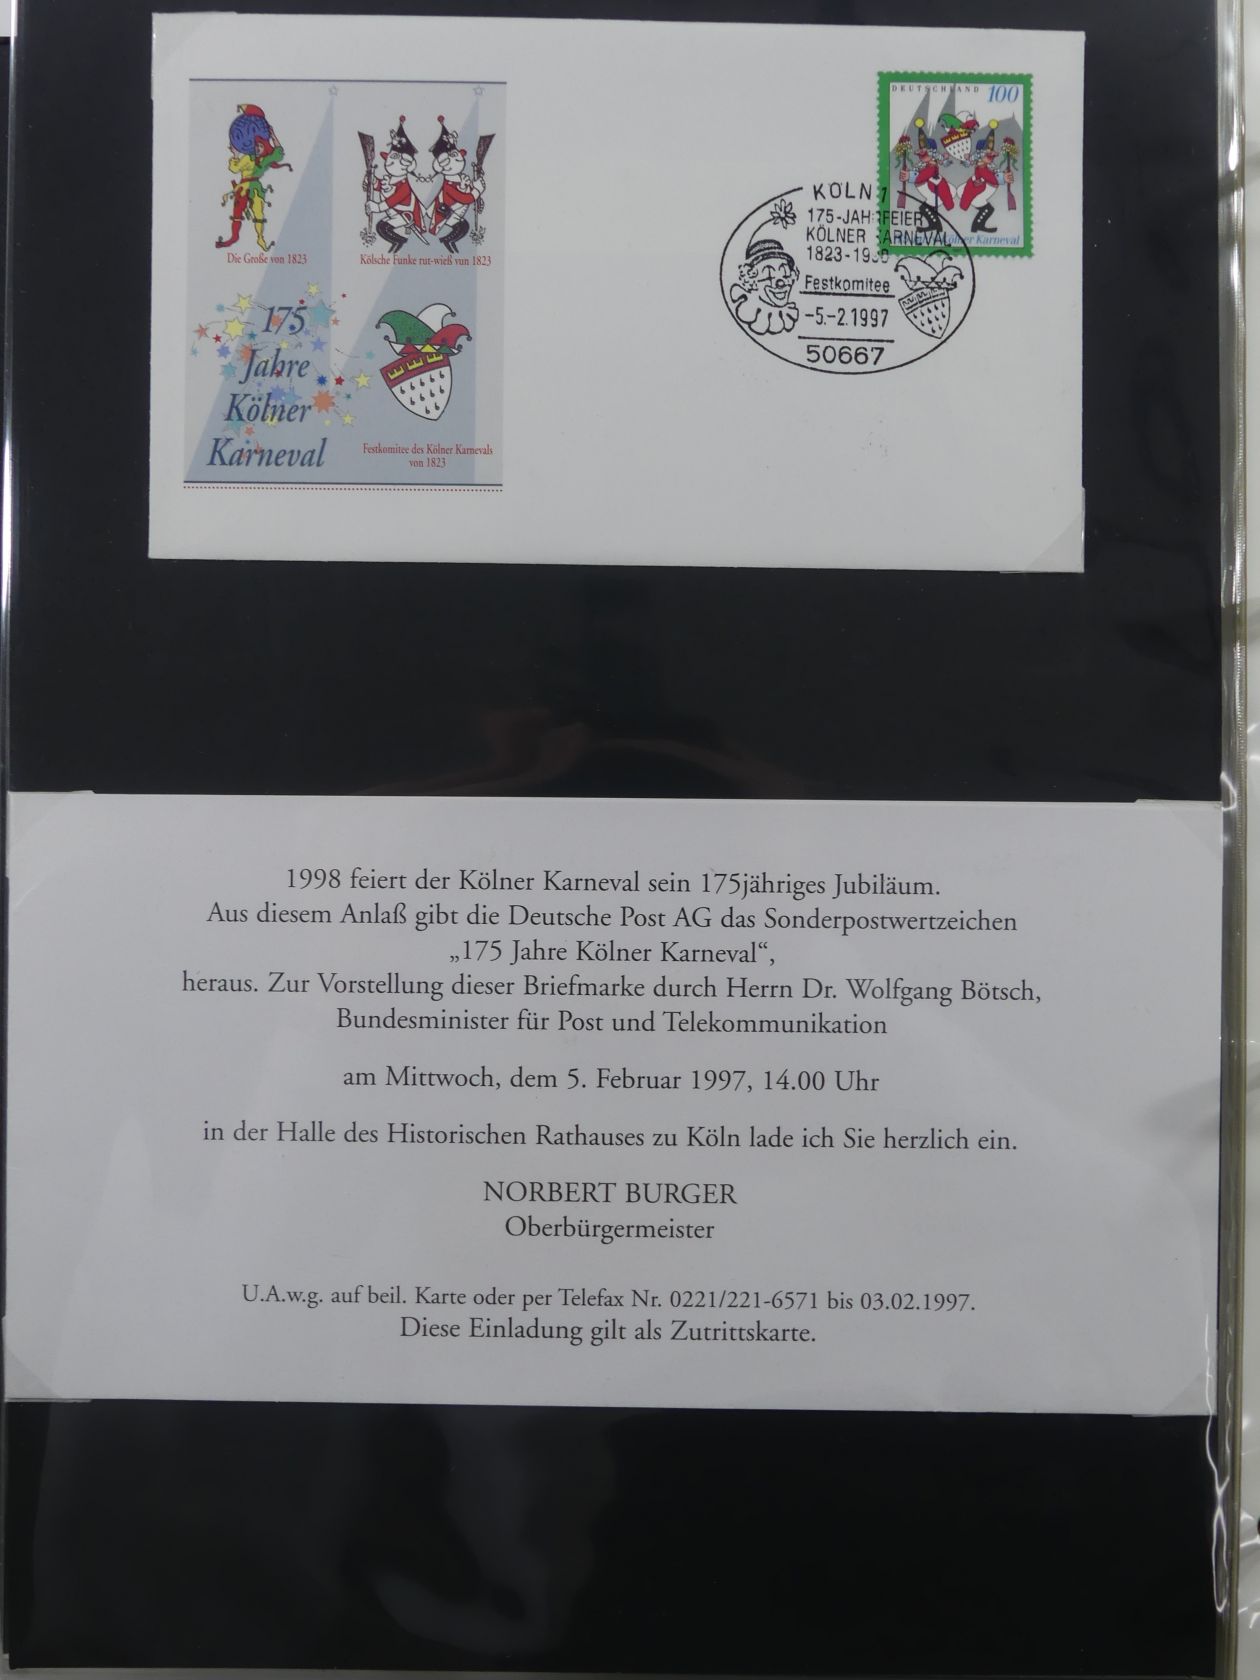 Die Große von 1823
Kölsche Funke rut-wieß vun 1823
175
Jahre
Kölner
Karneval
Festkomitee des Kölner Karnevals
von 1823
DEUTSCHLAND 100
Kölner Karneval
KÖLN 1
175-JAHRFEIER
KÖLNER KARNEVAL
1823-19
Festkomitee
-5.-2.1997
50667
1998 feiert der Kölner Karneval sein 175jähriges Jubiläum.
Aus diesem Anlaß gibt die Deutsche Post AG das Sonderpostwertzeichen
„175 Jahre Kölner Karneval“,
heraus. Zur Vorstellung dieser Briefmarke durch Herrn Dr. Wolfgang Bötsch,
Bundesminister für Post und Telekommunikation
am Mittwoch, dem 5. Februar 1997, 14.00 Uhr
in der Halle des Historischen Rathauses zu Köln lade ich Sie herzlich ein.
NORBERT BURGER
Oberbürgermeister
U.A.w.g. auf beil. Karte oder per Telefax Nr. 0221/221-6571 bis 03.02.1997.
Diese Einladung gilt als Zutrittskarte.